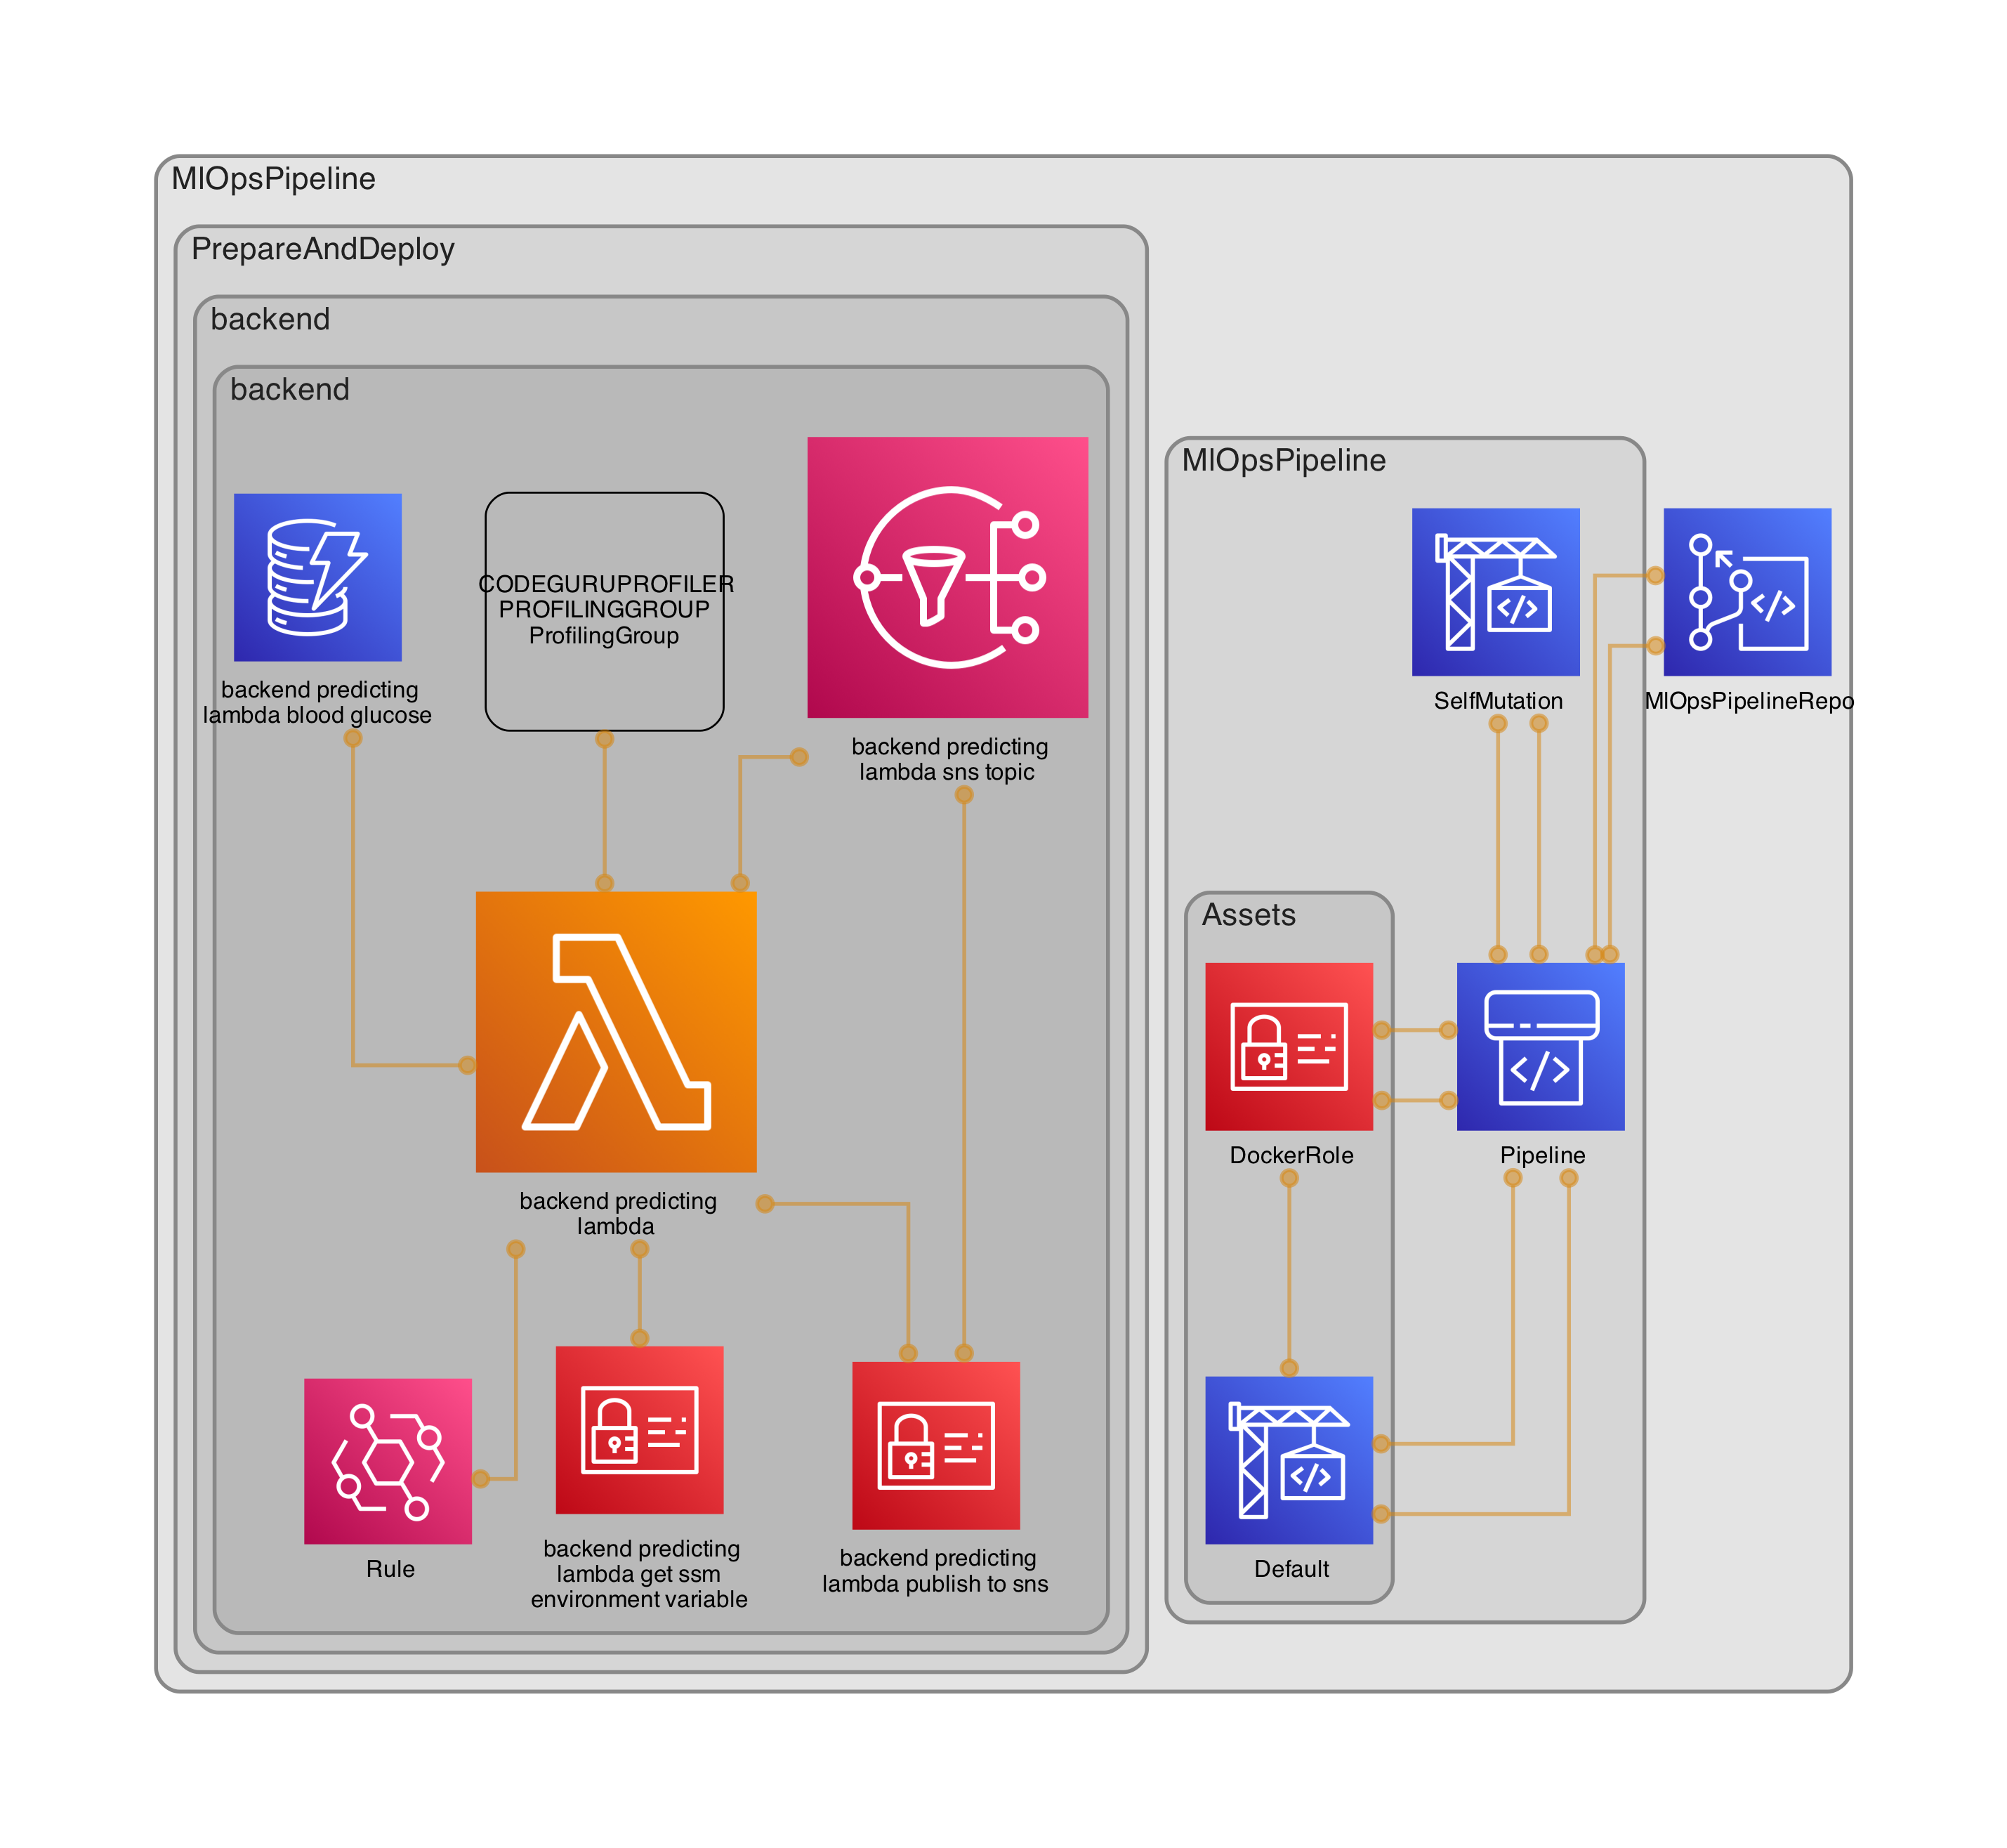 MlOpsPipeline
PrepareAndDeploy
backend
backend
CODEGURUPROFILER
PROFILINGGROUP
ProfilingGroup
backend predicting
lambda blood glucose
backend predicting
lambda sns topic
backend predicting
lambda
Rule
backend predicting
lambda get ssm
environment variable
backend predicting
lambda publish to sns
MlOpsPipeline
SelfMutation
MlOpsPipelineRepo
Assets
DockerRole
Pipeline
Default